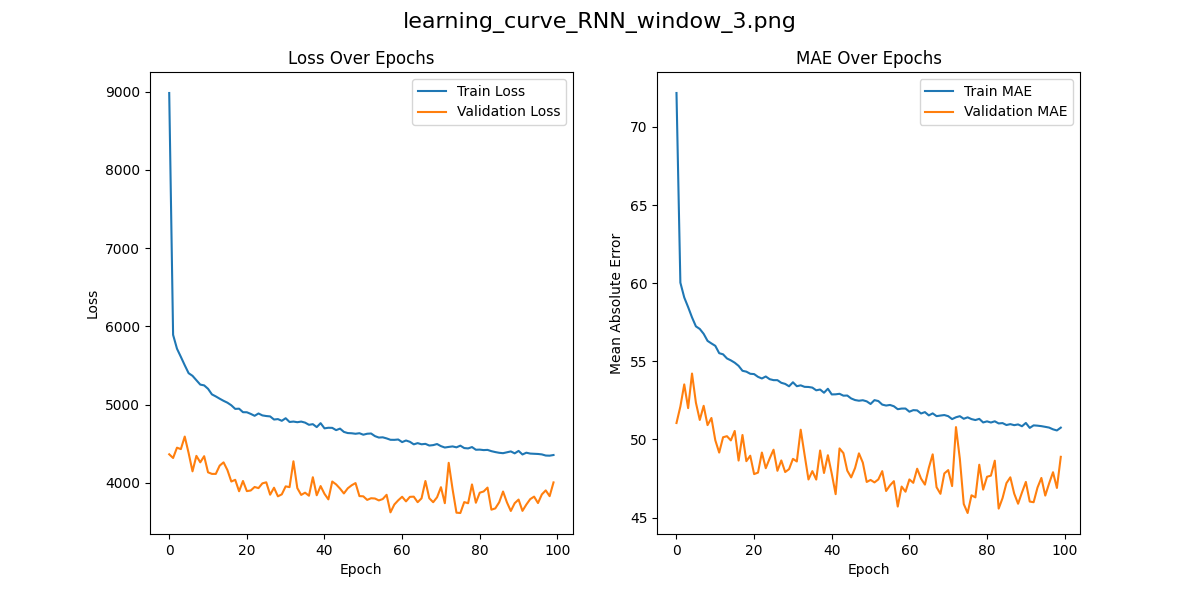 learning_curve_RNN_window_3.png
Loss Over Epochs
Train Loss
Validation Loss
9000
8000
7000
6000
5000
4000
Loss
0
20
40
60
80
100
Epoch
MAE Over Epochs
Train MAE
Validation MAE
70
65
60
55
50
45
Mean Absolute Error
0
20
40
60
80
100
Epoch